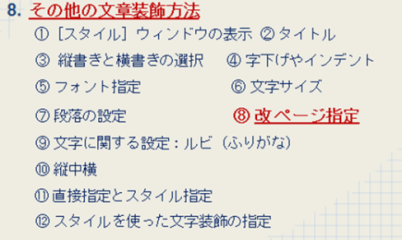 8. その他の文章装飾方法
① [スタイル] ウィンドウの表示 ② タイトル
③ 縦書きと横書きの選択 ④ 字下げやインデント
⑤ フォント指定 ⑥ 文字サイズ
⑦ 段落の設定 ⑧ 改ページ指定
⑨ 文字に関する設定：ルビ（ふりがな）
⑩ 縦中横
⑪ 直接指定とスタイル指定
⑫ スタイルを使った文字装飾の指定